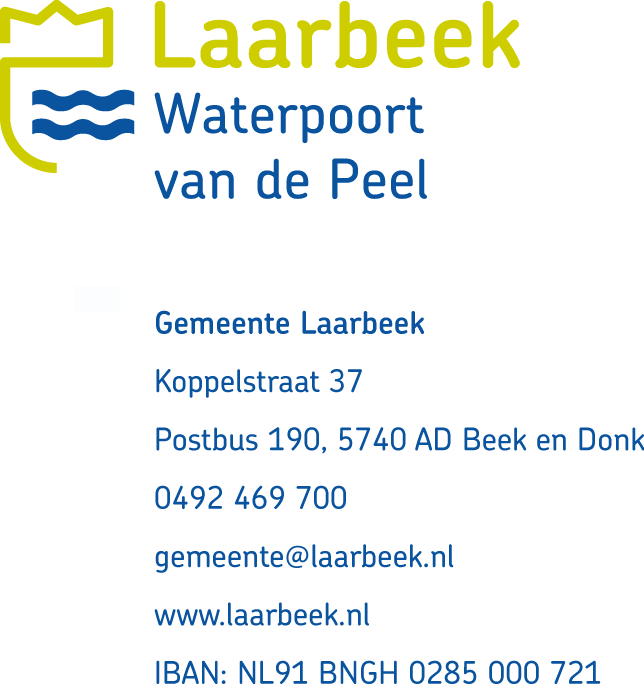 Laarbeek
Waterpoort
van de Peel
Gemeente Laarbeek
Koppelstraat 37
Postbus 190, 5740 AD Beek en Donk
0492 469 700
gemeente@laarbeek.nl
www.laarbeek.nl
IBAN: NL91 BNGH 0285 000 721